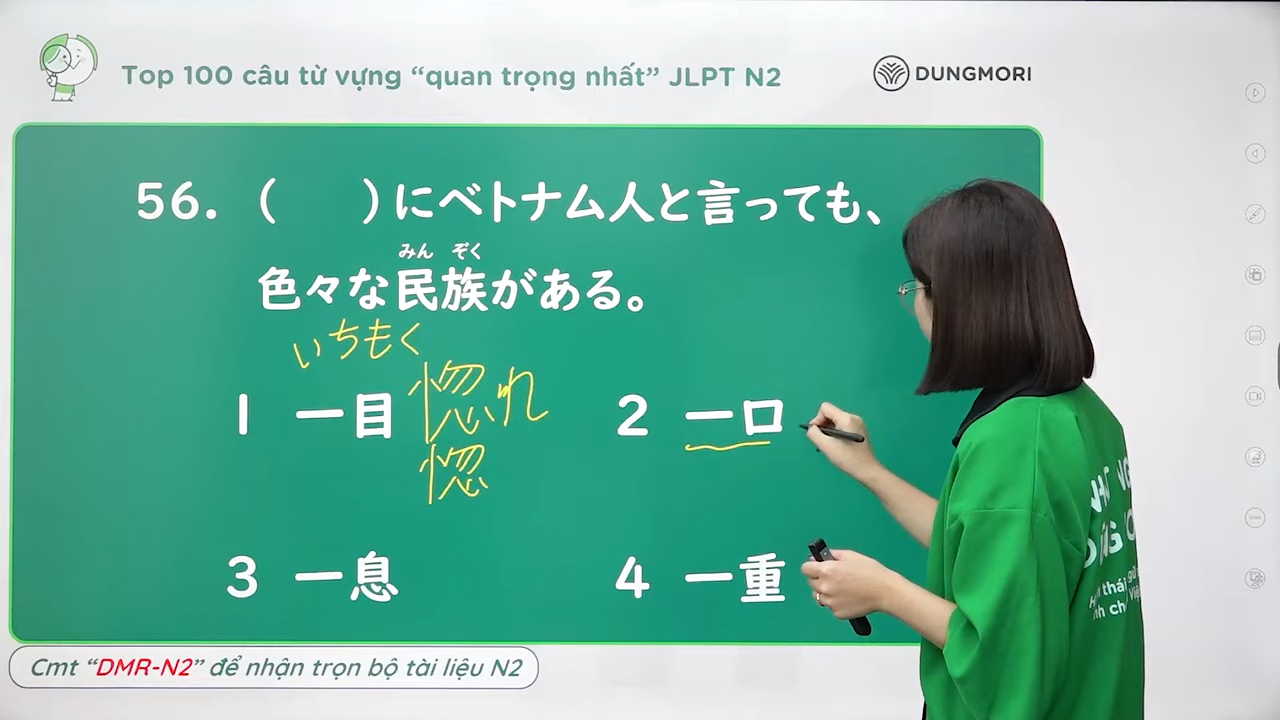 Top 100 câu từ vựng “quan trọng nhất” JLPT N2
DUNGMORI
56. (    )にベトナム人と言っても、
みん ぞく
色々な民族がある。
いちもく
1 一目 惚れ
惚
2 一口
3 一息
4 一重
Cmt “DMR-N2” để nhận trọn bộ tài liệu N2